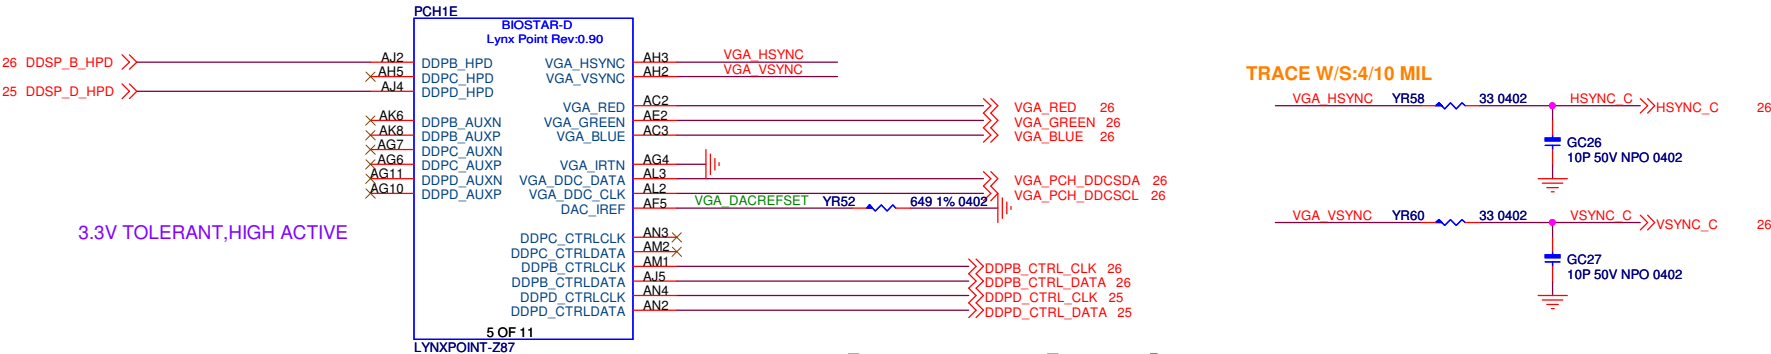 PCH1E
BIOSTAR-D
Lynx Point Rev:0.90
26 DDSP_B_HPD AJ2 DDPB_HPD VGA_HSYNC AH3 VGA_HSYNC
AH5 DDPC_HPD VGA_VSYNC AH2 VGA_VSYNC
25 DDSP_D_HPD AJ4 DDPD_HPD
VGA_RED AC2 VGA_RED 26
AK6 DDPB_AUXN VGA_GREEN AE2 VGA_GREEN 26
AK8 DDPB_AUXP VGA_BLUE AC3 VGA_BLUE 26
AG7 DDPC_AUXN
AG6 DDPC_AUXP VGA_IRTN AG4
AG11 DDPD_AUXN VGA_DDC_DATA AL3 VGA_PCH_DDCSDA 26
AG10 DDPD_AUXP VGA_DDC_CLK AL2 VGA_PCH_DDCSCL 26
DAC_IREF AF5 VGA_DACREFSET YR52 649 1% 0402
3.3V TOLERANT,HIGH ACTIVE
DDPC_CTRLCLK AN3
DDPC_CTRLDATA AM2
DDPB_CTRLCLK AM1 DDPB_CTRL_CLK 26
DDPB_CTRLDATA AJ5 DDPB_CTRL_DATA 26
DDPD_CTRLCLK AN4 DDPD_CTRL_CLK 25
DDPD_CTRLDATA AN2 DDPD_CTRL_DATA 25
5 OF 11
LYNXPOINT-Z87
TRACE W/S:4/10 MIL
VGA_HSYNC YR58 33 0402 HSYNC_C HSYNC_C 26
GC26
10P 50V NPO 0402
VGA_VSYNC YR60 33 0402 VSYNC_C VSYNC_C 26
GC27
10P 50V NPO 0402